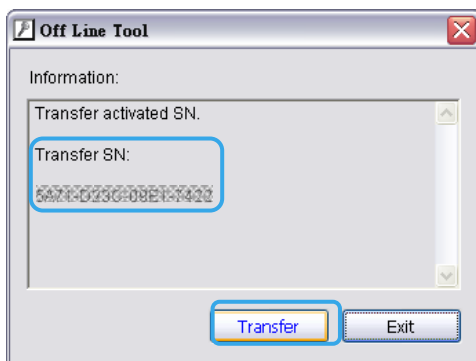 Off Line Tool
Information:
Transfer activated SN.
Transfer SN:
Transfer
Exit